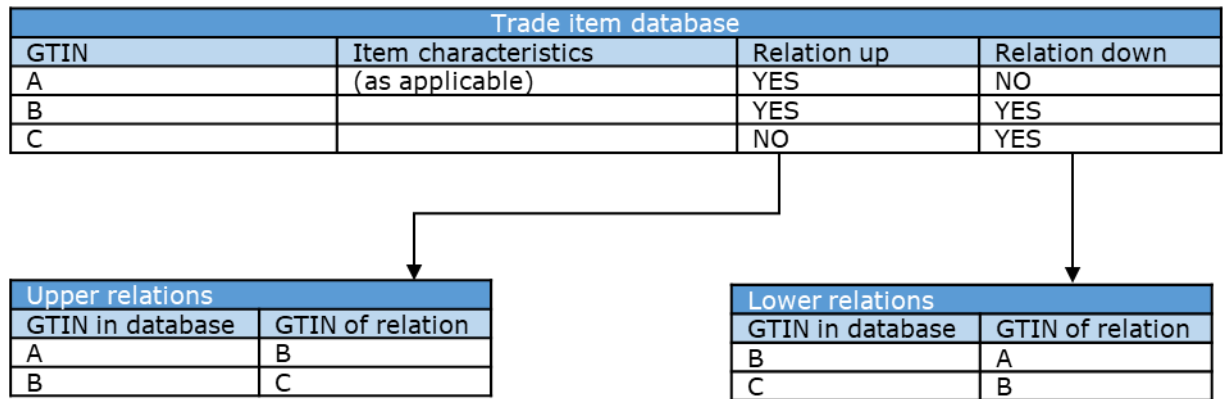 Trade item database
GTIN Item characteristics Relation up Relation down
A (as applicable) YES NO
B YES YES
C NO YES
Upper relations
GTIN in database GTIN of relation
A B
B C
Lower relations
GTIN in database GTIN of relation
B A
C B